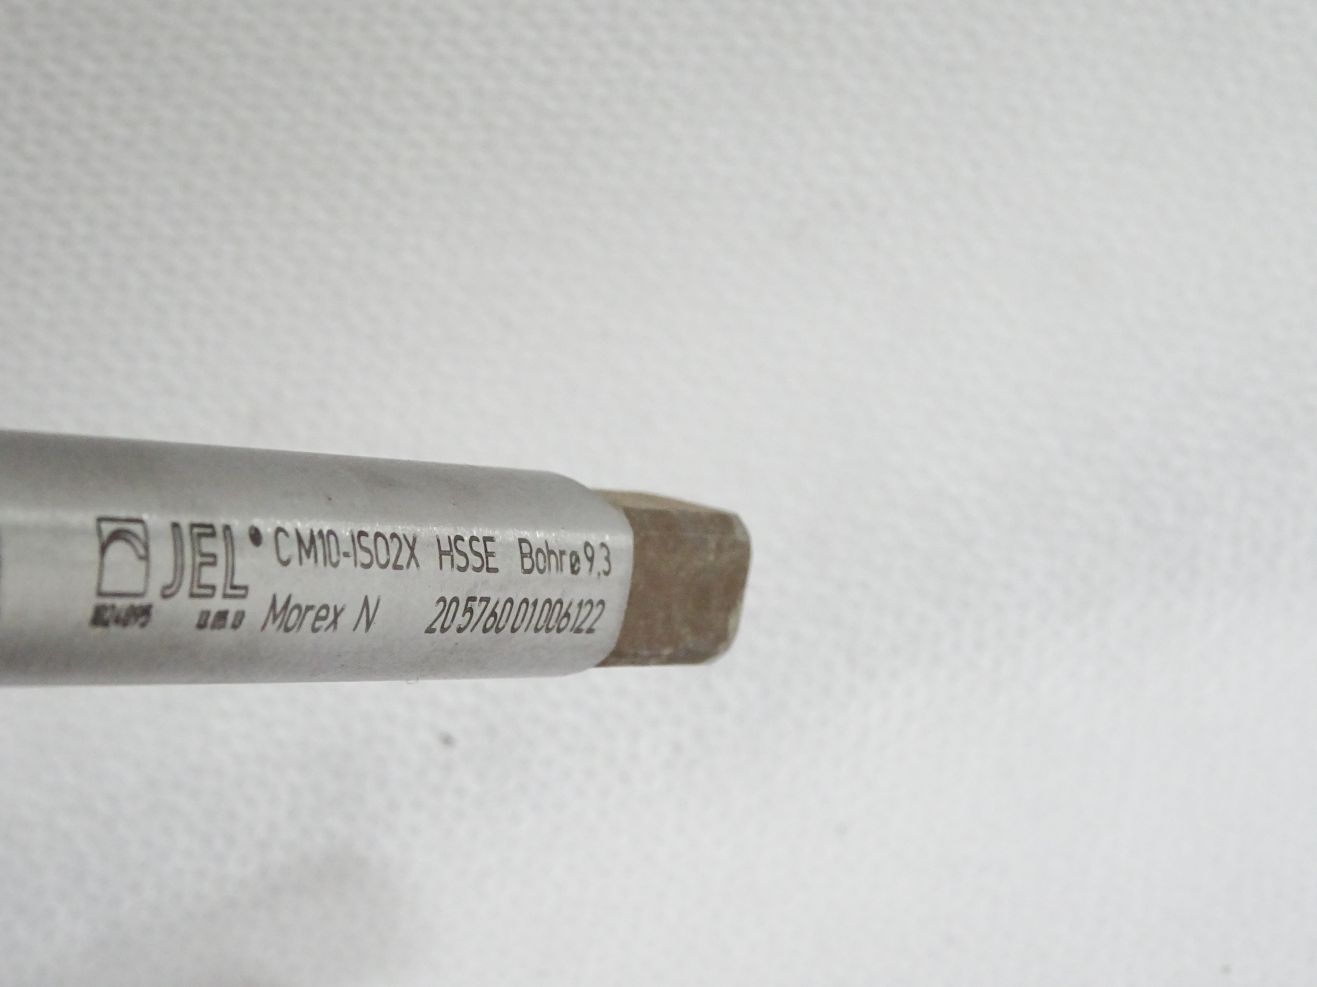 JEL® CM10-ISO2X HSSE Bohrø9,3
Morex N 20576001006122